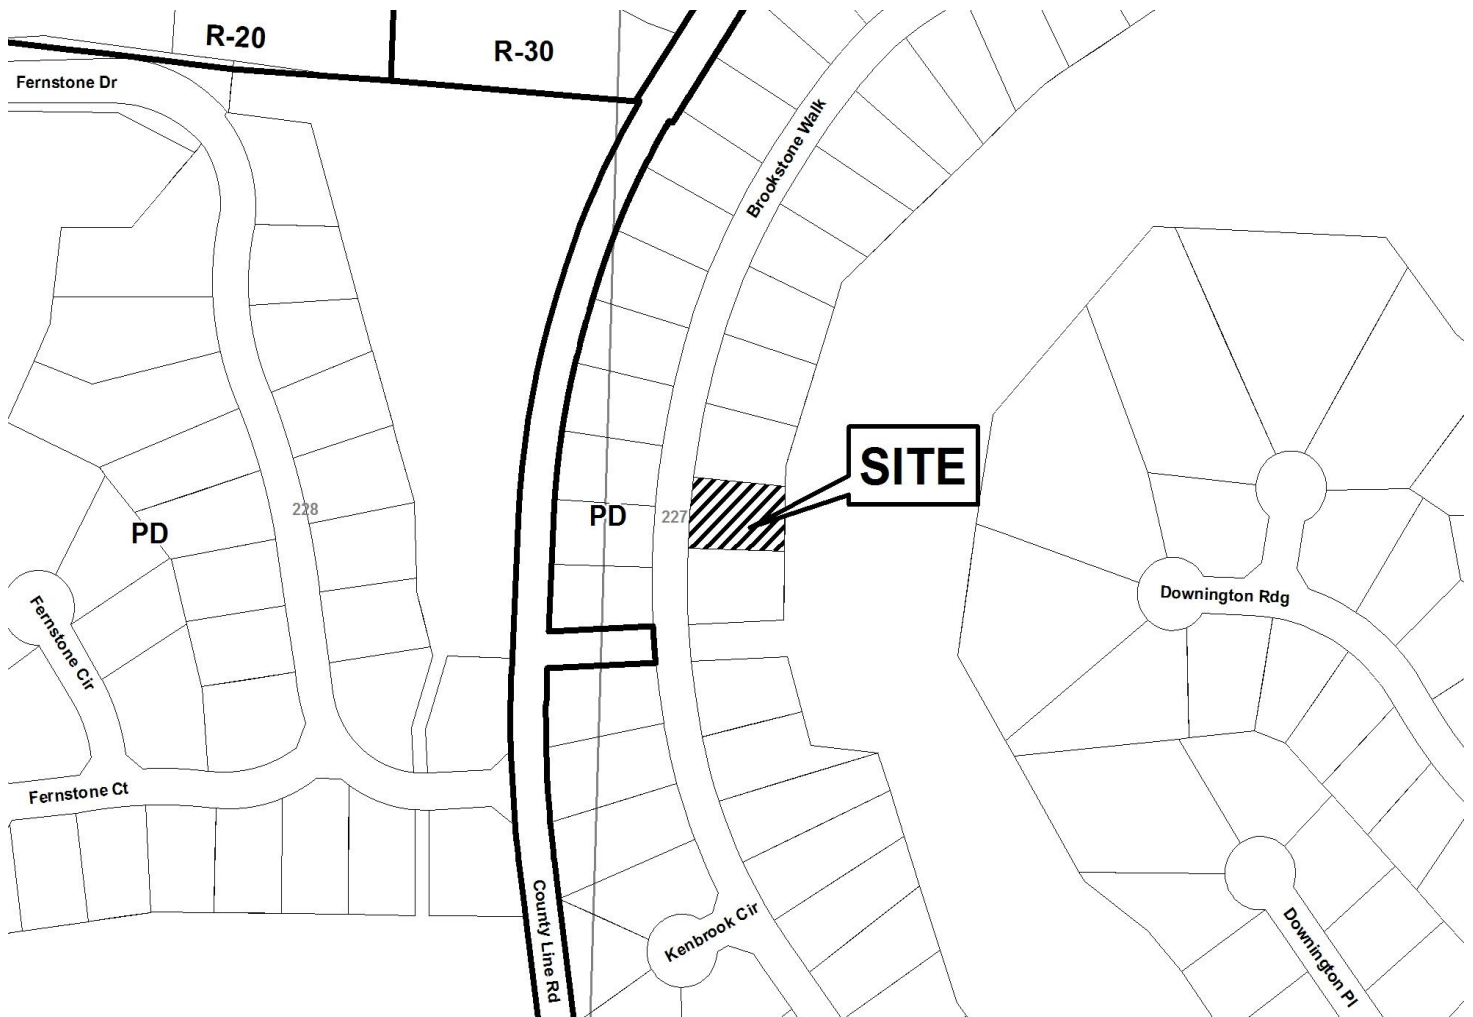 R-20
R-30
Fernstone Dr
Brookstone Walk
SITE
228
PD
227
PD
Fernstone Cir
Downington Rdg
Fernstone Ct
County Line Rd
Kenbrook Cir
Downington Pl